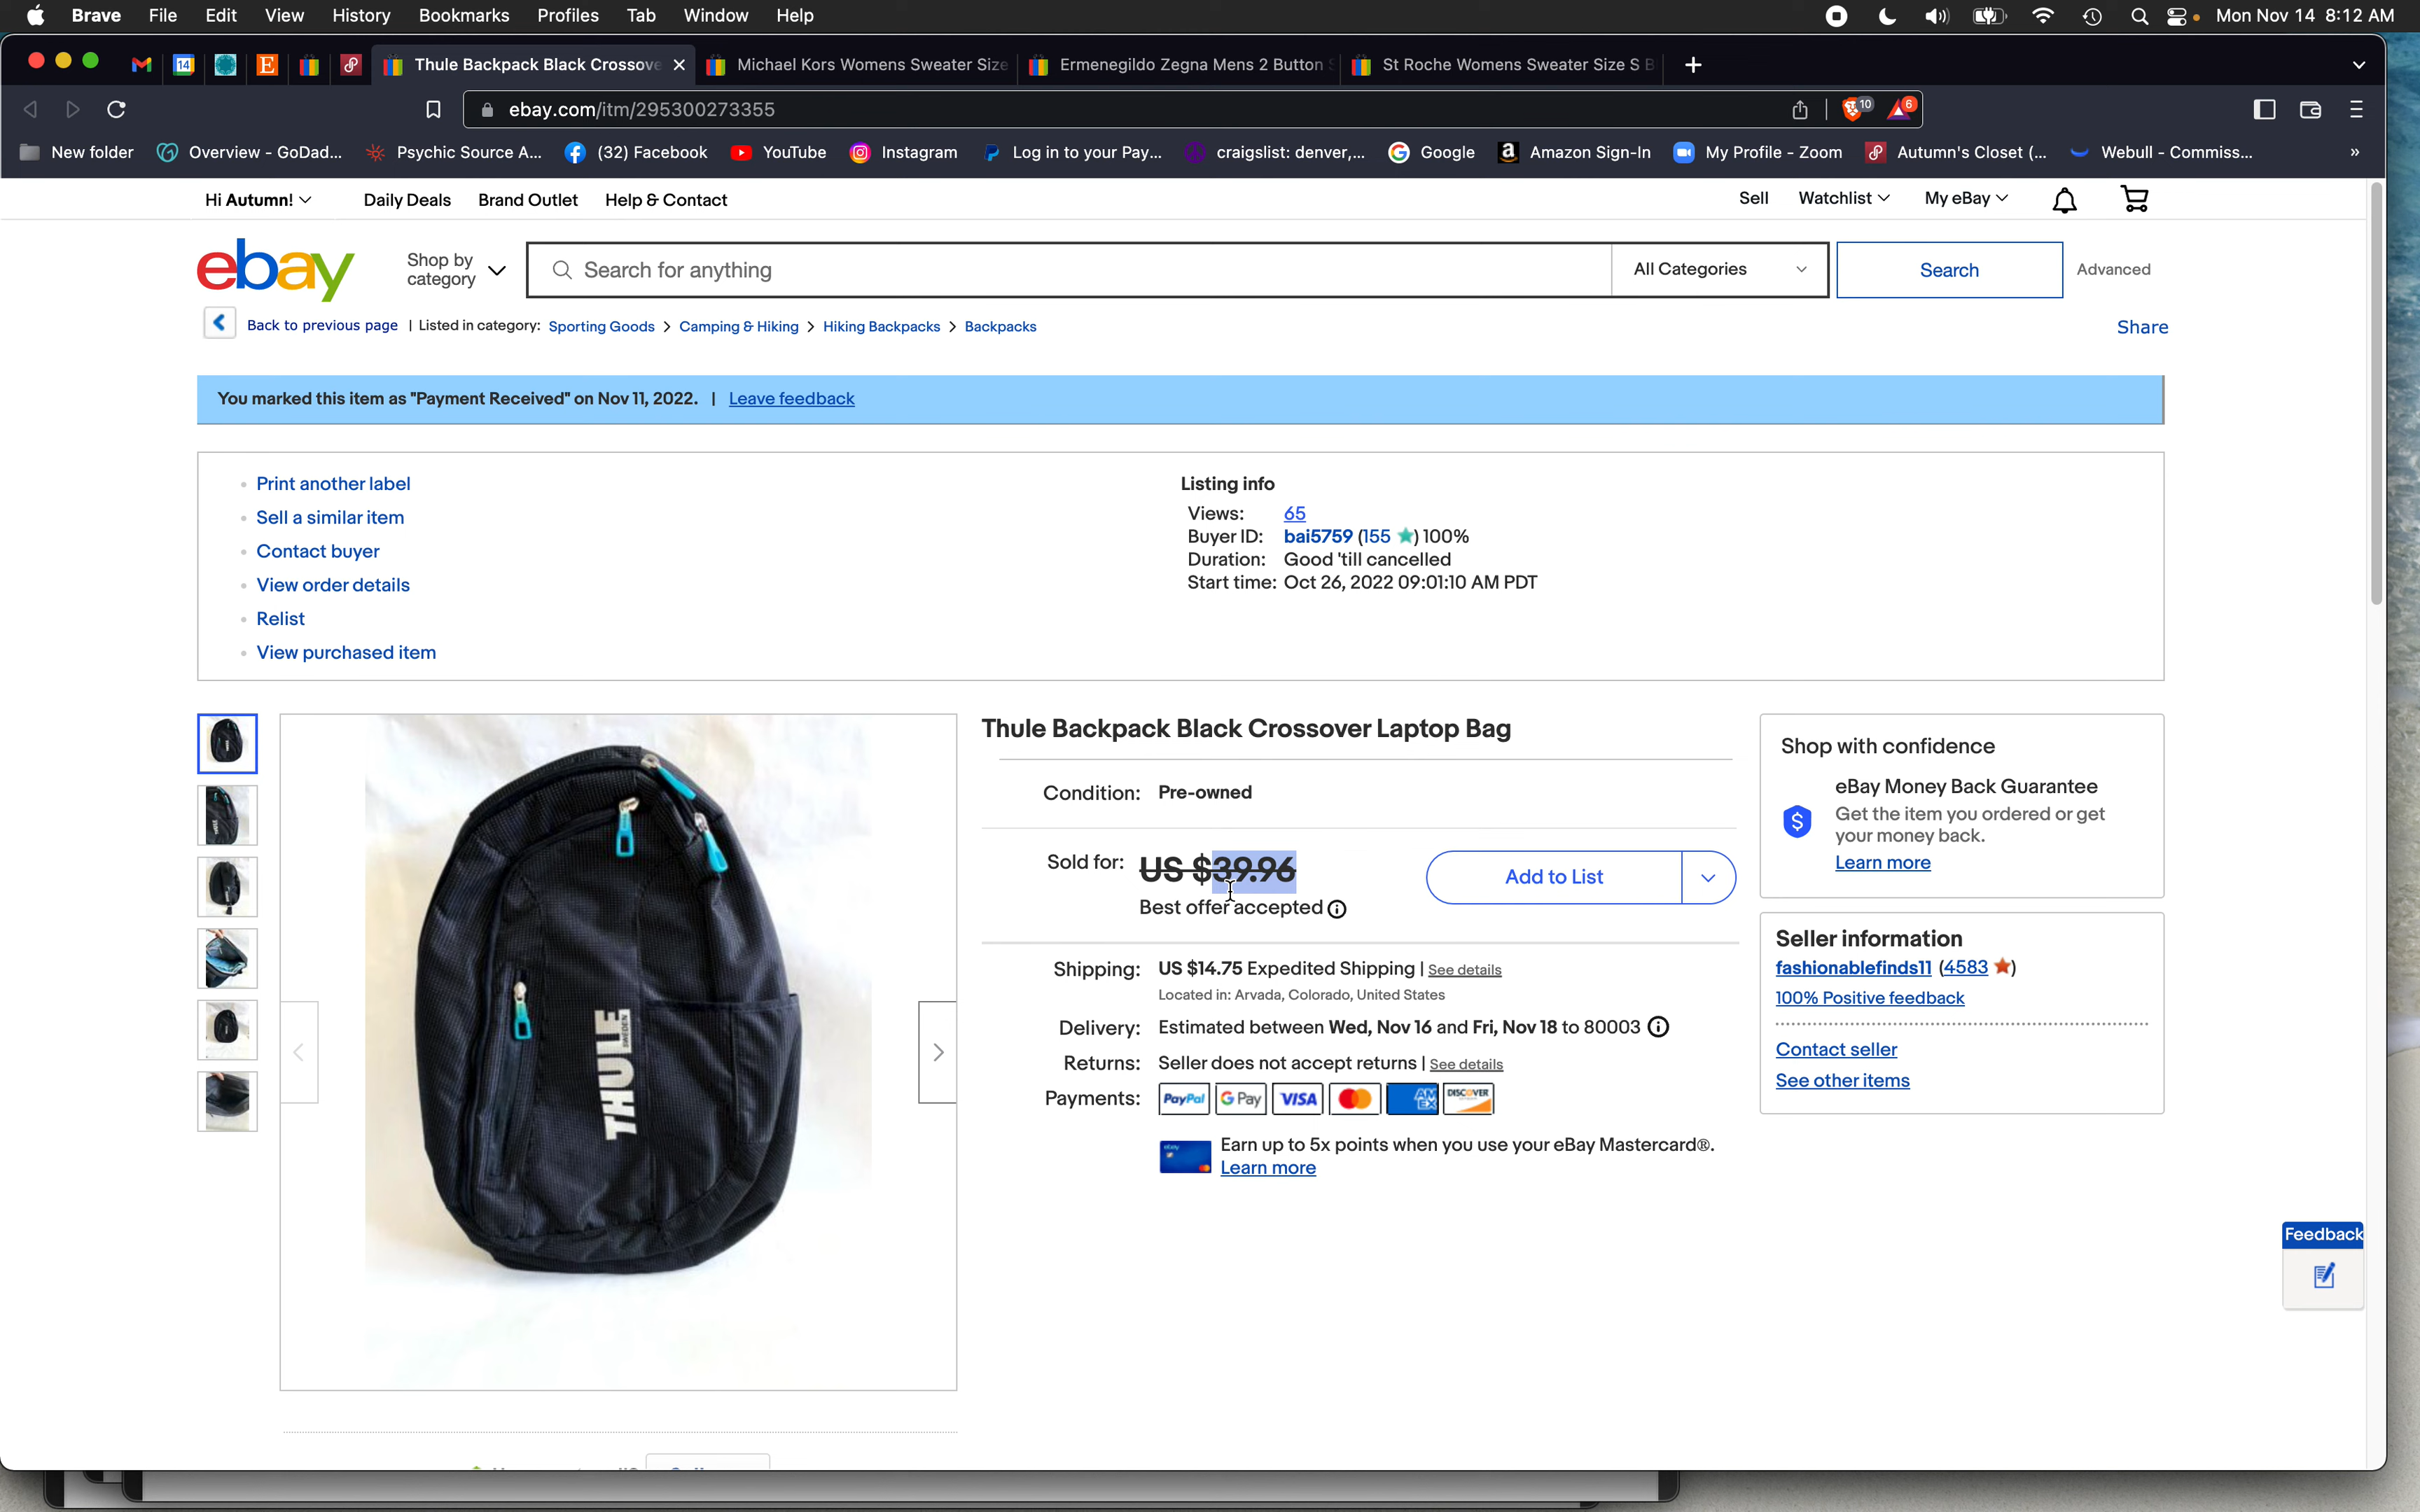 Brave File Edit View History Bookmarks Profiles Tab Window Help Mon Nov 14 8:12 AM
14 Thule Backpack Black Crossove Michael Kors Womens Sweater Size Ermenegildo Zegna Mens 2 Button S St Roche Womens Sweater Size S B
ebay.com/itm/295300273355 10 6
New folder Overview - GoDad... Psychic Source A... (32) Facebook YouTube Instagram Log in to your Pay... craigslist: denver,... Google Amazon Sign-In My Profile - Zoom Autumn's Closet (... Webull - Commiss... »
Hi Autumn! Daily Deals Brand Outlet Help & Contact Sell Watchlist My eBay
ebay Shop by category Search for anything All Categories Search Advanced
Back to previous page | Listed in category: Sporting Goods > Camping & Hiking > Hiking Backpacks > Backpacks
Share
You marked this item as "Payment Received" on Nov 11, 2022. | Leave feedback
Print another label
Sell a similar item
Contact buyer
View order details
Relist
View purchased item
Listing info
Views: 65
Buyer ID: bai5759 (155 ★) 100%
Duration: Good 'till cancelled
Start time: Oct 26, 2022 09:01:10 AM PDT
THULE
SWEDEN
Thule Backpack Black Crossover Laptop Bag
Condition: Pre-owned
Sold for: US $39.96
Best offer accepted
Add to List
Shipping: US $14.75 Expedited Shipping | See details
Located in: Arvada, Colorado, United States
Delivery: Estimated between Wed, Nov 16 and Fri, Nov 18 to 80003
Returns: Seller does not accept returns | See details
Payments: PayPal G Pay VISA AM EX DISCOVER
ebay Earn up to 5x points when you use your eBay Mastercard®.
Learn more
Shop with confidence
eBay Money Back Guarantee
Get the item you ordered or get
your money back.
Learn more
Seller information
fashionablefinds11 (4583 ★)
100% Positive feedback
Contact seller
See other items
Feedback